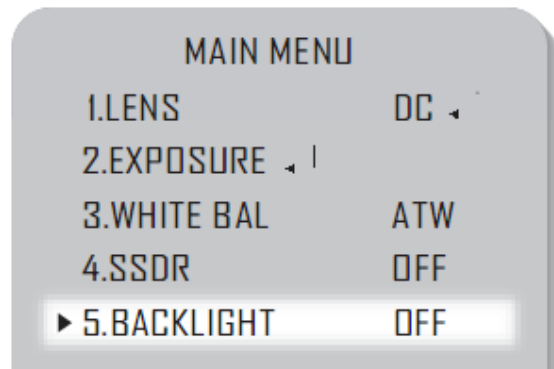 MAIN MENU
1.LENS DC
2.EXPOSURE
3.WHITE BAL ATW
4.SSDR OFF
5.BACKLIGHT OFF